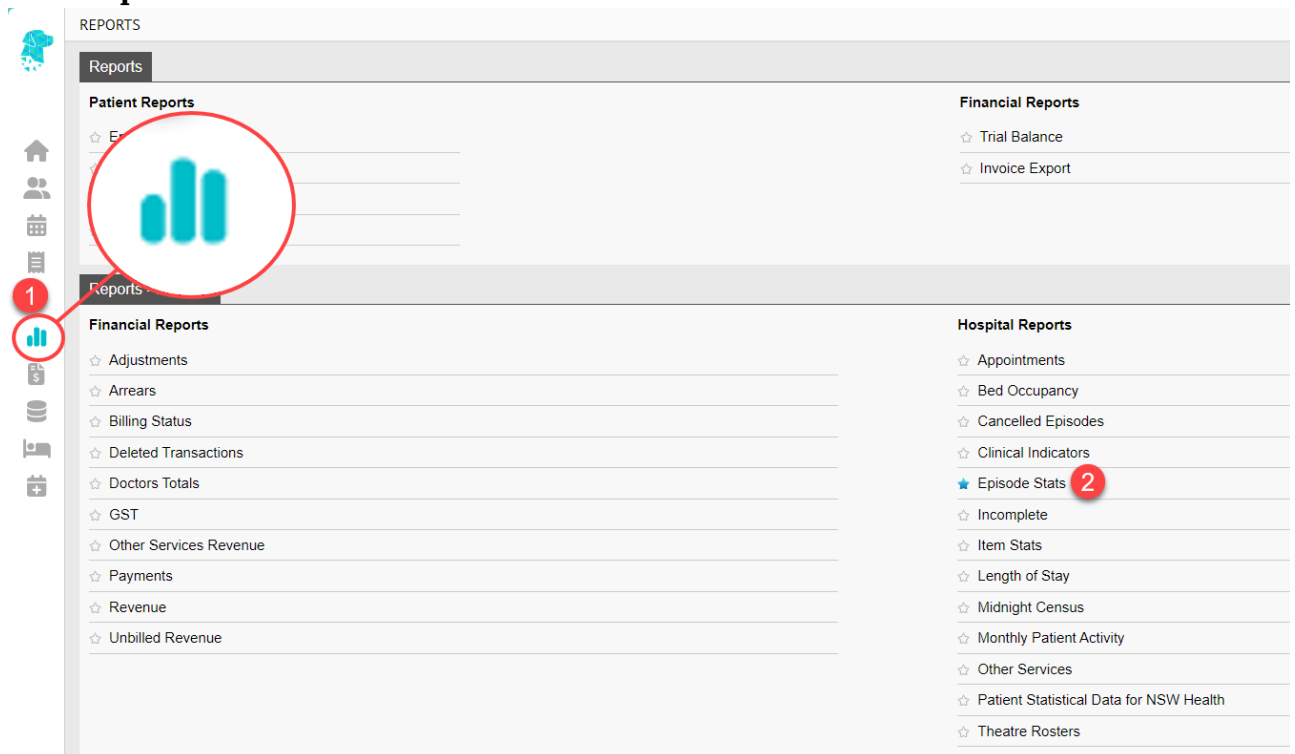 REPORTS
Reports
Patient Reports
Financial Reports
Trial Balance
Invoice Export
1
Reports
Financial Reports
Adjustments
Arrears
Billing Status
Deleted Transactions
Doctors Totals
GST
Other Services Revenue
Payments
Revenue
Unbilled Revenue
Hospital Reports
Appointments
Bed Occupancy
Cancelled Episodes
Clinical Indicators
Episode Stats 2
Incomplete
Item Stats
Length of Stay
Midnight Census
Monthly Patient Activity
Other Services
Patient Statistical Data for NSW Health
Theatre Rosters